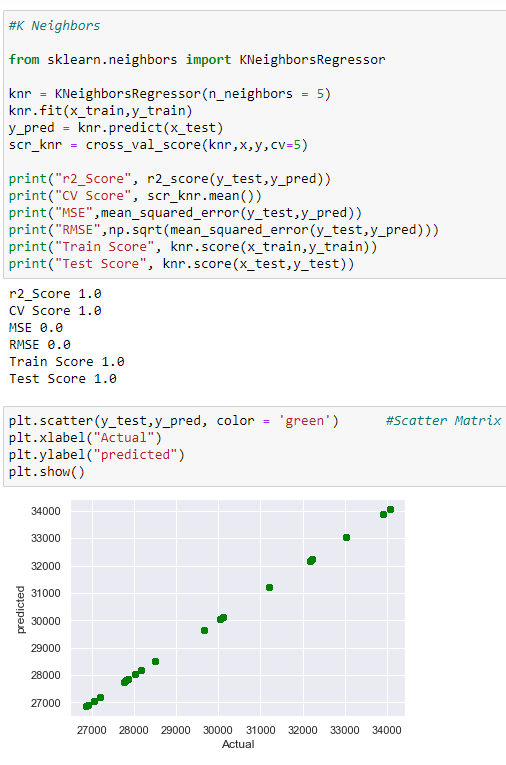 #K Neighbors
from sklearn.neighbors import KNeighborsRegressor
knr = KNeighborsRegressor(n_neighbors = 5)
knr.fit(x_train,y_train)
y_pred = knr.predict(x_test)
scr_knr = cross_val_score(knr,x,y,cv=5)
print("r2_Score", r2_score(y_test,y_pred))
print("CV Score", scr_knr.mean())
print("MSE",mean_squared_error(y_test,y_pred))
print("RMSE",np.sqrt(mean_squared_error(y_test,y_pred)))
print("Train Score", knr.score(x_train,y_train))
print("Test Score", knr.score(x_test,y_test))
r2_Score 1.0
CV Score 1.0
MSE 0.0
RMSE 0.0
Train Score 1.0
Test Score 1.0
plt.scatter(y_test,y_pred, color = 'green')      #Scatter Matrix
plt.xlabel("Actual")
plt.ylabel("predicted")
plt.show()
34000
33000
32000
31000
30000
29000
28000
27000
predicted
27000 28000 29000 30000 31000 32000 33000 34000
Actual